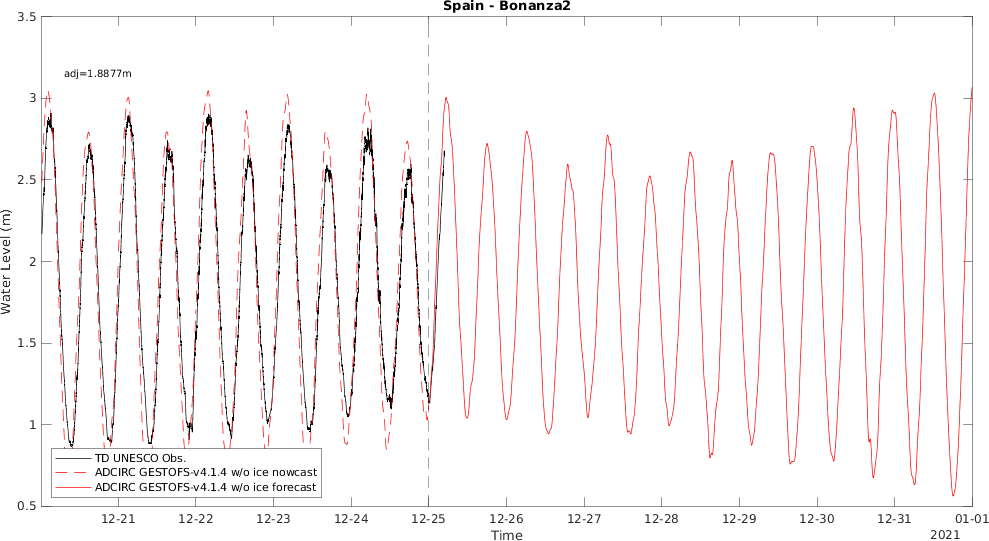 Spain - Bonanza2
3.5
adj=1.8877m
3
2.5
2
1.5
1
0.5
Water Level (m)
TD UNESCO Obs.
ADCIRC GESTOFS-v4.1.4 w/o ice nowcast
ADCIRC GESTOFS-v4.1.4 w/o ice forecast
12-21 12-22 12-23 12-24 12-25 12-26 12-27 12-28 12-29 12-30 12-31 01-01
Time
2021